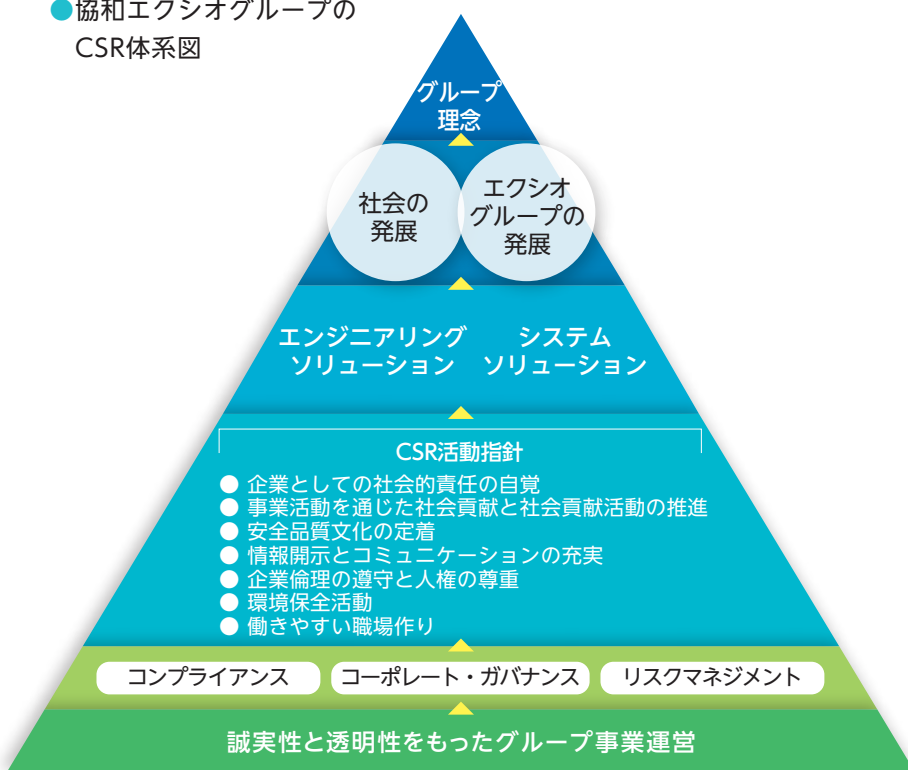 ●協和エクシオグループの
CSR体系図
グループ
理念
社会の
発展
エクシオ
グループの
発展
エンジニアリング
ソリューション
システム
ソリューション
CSR活動指針
● 企業としての社会的責任の自覚
● 事業活動を通じた社会貢献と社会貢献活動の推進
● 安全品質文化の定着
● 情報開示とコミュニケーションの充実
● 企業倫理の遵守と人権の尊重
● 環境保全活動
● 働きやすい職場作り
コンプライアンス
コーポレート・ガバナンス
リスクマネジメント
誠実性と透明性をもったグループ事業運営